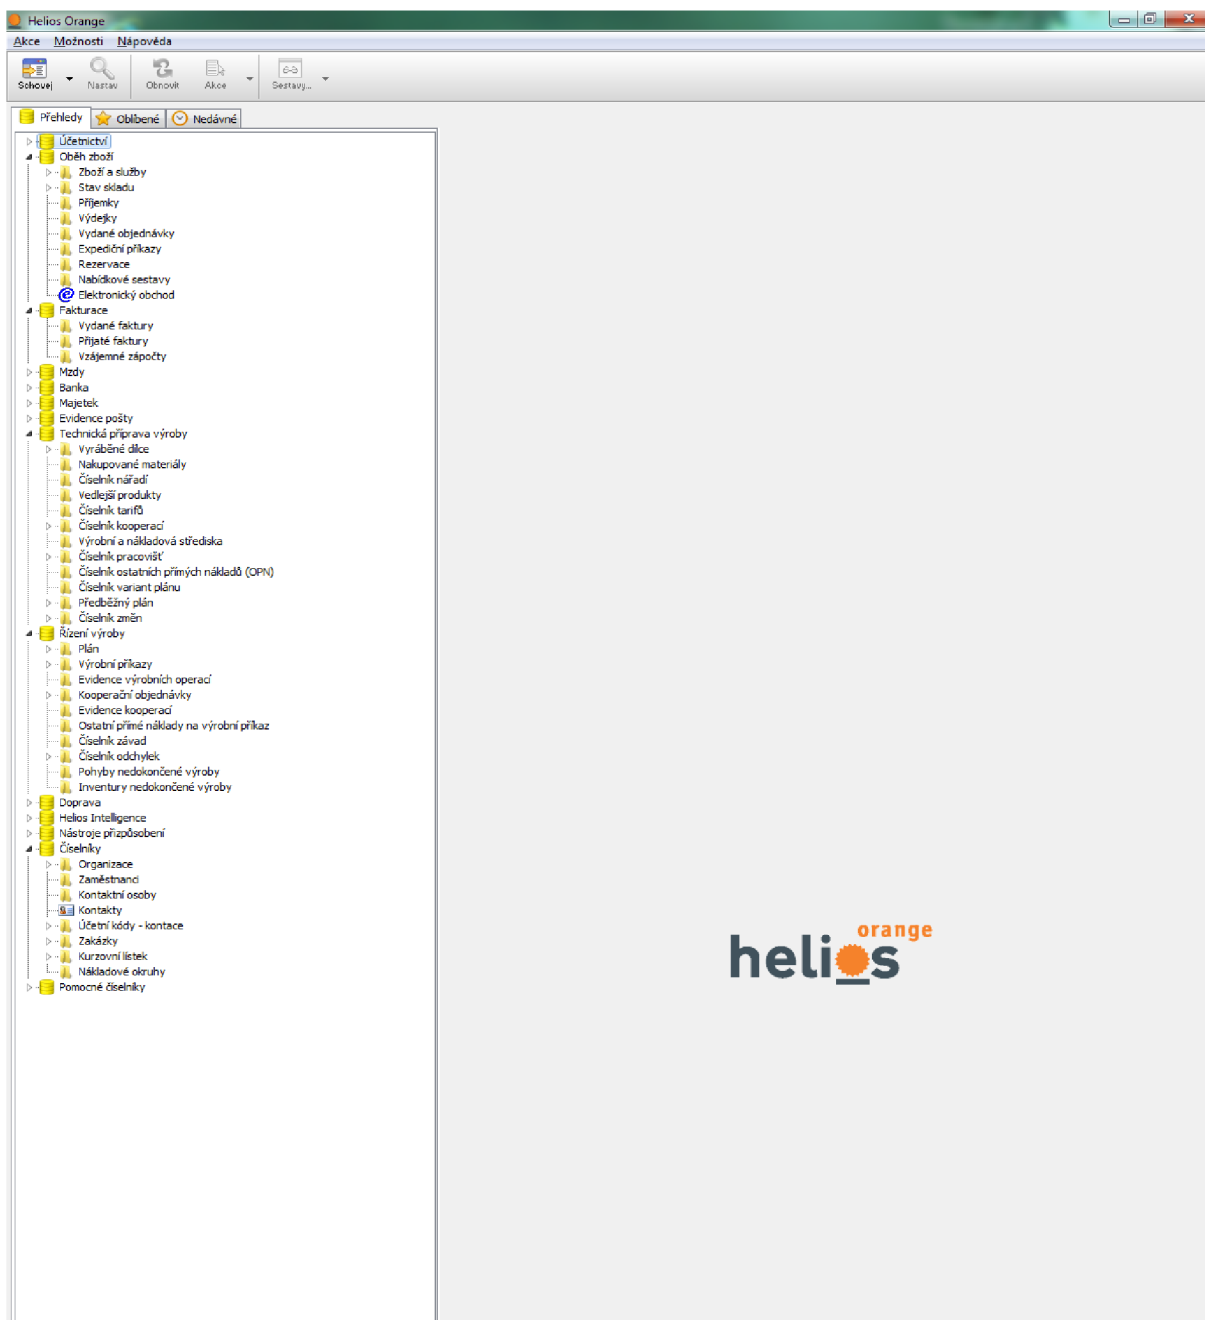 Helios Orange
Akce Možnosti Nápověda
Schovej Nastav Obnovit Akce Sestavy...
Přehledy Oblíbené Nedávné
Účetnictví
Oběh zboží
Zboží a služby
Stav skladu
Příjemky
Výdejky
Vydané objednávky
Expediční příkazy
Rezervace
Nabídkové sestavy
Elektronický obchod
Fakturace
Vydané faktury
Přijaté faktury
Vzájemné zápočty
Mzdy
Banka
Majetek
Evidence pošty
Technická příprava výroby
Vyráběné dílce
Nakupované materiály
Číselník nářadí
Vedlejší produkty
Číselník tarifů
Číselník kooperací
Výrobní a nákladová střediska
Číselník pracovišť
Číselník ostatních přímých nákladů (OPN)
Číselník variant plánu
Předběžný plán
Číselník změn
Řízení výroby
Plán
Výrobní příkazy
Evidence výrobních operací
Kooperační objednávky
Evidence kooperací
Ostatní přímé náklady na výrobní příkaz
Číselník závad
Číselník odchylek
Pohyby nedokončené výroby
Inventury nedokončené výroby
Doprava
Helios Intelligence
Nástroje přizpůsobení
Číselníky
Organizace
Zaměstnanci
Kontaktní osoby
Kontakty
Účetní kódy - kontace
Zakázky
Kurzovní lístek
Nákladové okruhy
Pomocné číselníky
orange
helios